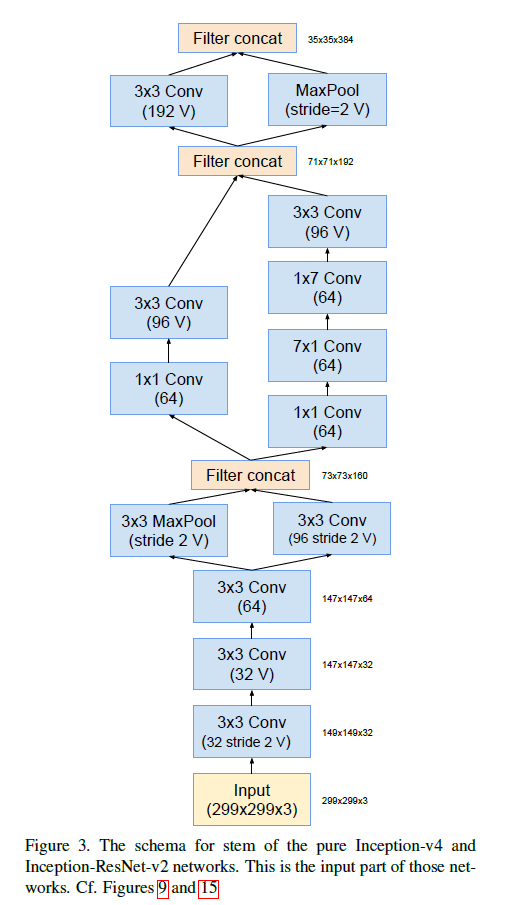 Filter concat
35x35x384
3x3 Conv
(192 V)
MaxPool
(stride=2 V)
Filter concat
71x71x192
3x3 Conv
(96 V)
1x7 Conv
(64)
3x3 Conv
(96 V)
7x1 Conv
(64)
1x1 Conv
(64)
1x1 Conv
(64)
Filter concat
73x73x160
3x3 MaxPool
(stride 2 V)
3x3 Conv
(96 stride 2 V)
3x3 Conv
(64)
147x147x64
3x3 Conv
(32 V)
147x147x32
3x3 Conv
(32 stride 2 V)
149x149x32
Input
(299x299x3)
299x299x3
Figure 3. The schema for stem of the pure Inception-v4 and
Inception-ResNet-v2 networks. This is the input part of those net-
works. Cf. Figures 9 and 15